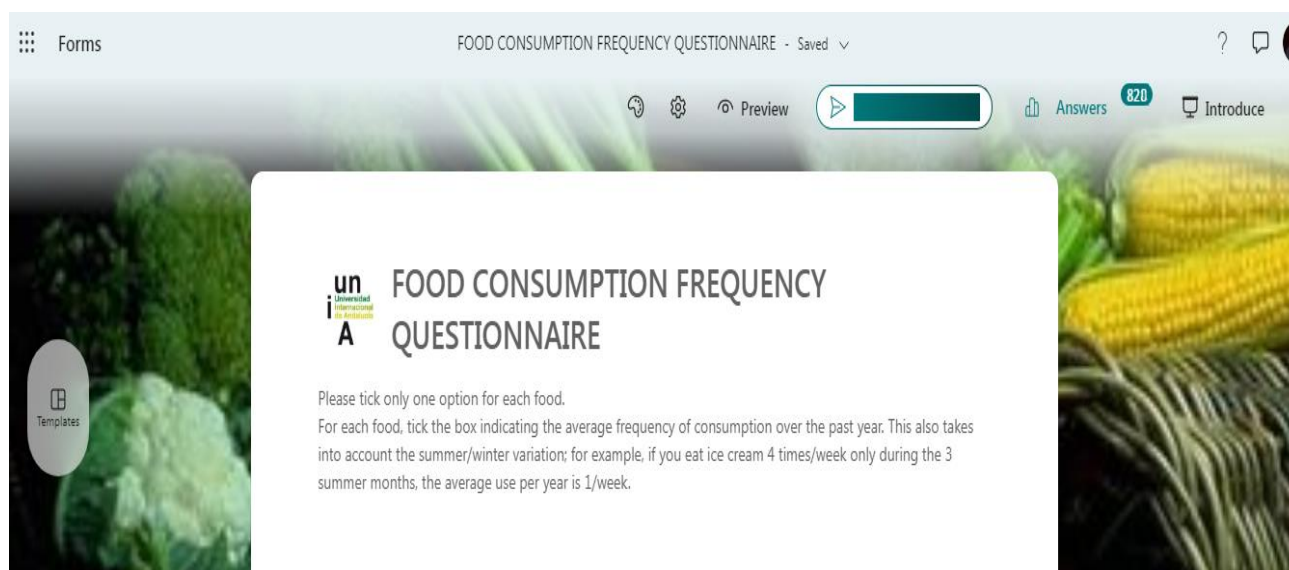 Forms
FOOD CONSUMPTION FREQUENCY QUESTIONNAIRE - Saved
?
Preview
Answers 820
Introduce
Templates
un
i Universidad
Internacional
de Andalucía
A
FOOD CONSUMPTION FREQUENCY
QUESTIONNAIRE
Please tick only one option for each food.
For each food, tick the box indicating the average frequency of consumption over the past year. This also takes
into account the summer/winter variation; for example, if you eat ice cream 4 times/week only during the 3
summer months, the average use per year is 1/week.